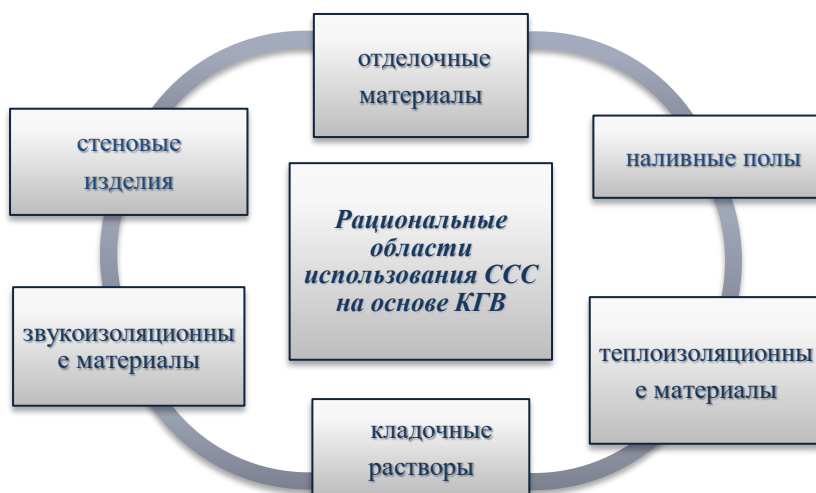 отделочные
материалы
стеновые
изделия
наливные полы
Рациональные
области
использования ССС
на основе КГВ
звукоизоляционны
е материалы
теплоизоляционны
е материалы
кладочные
растворы